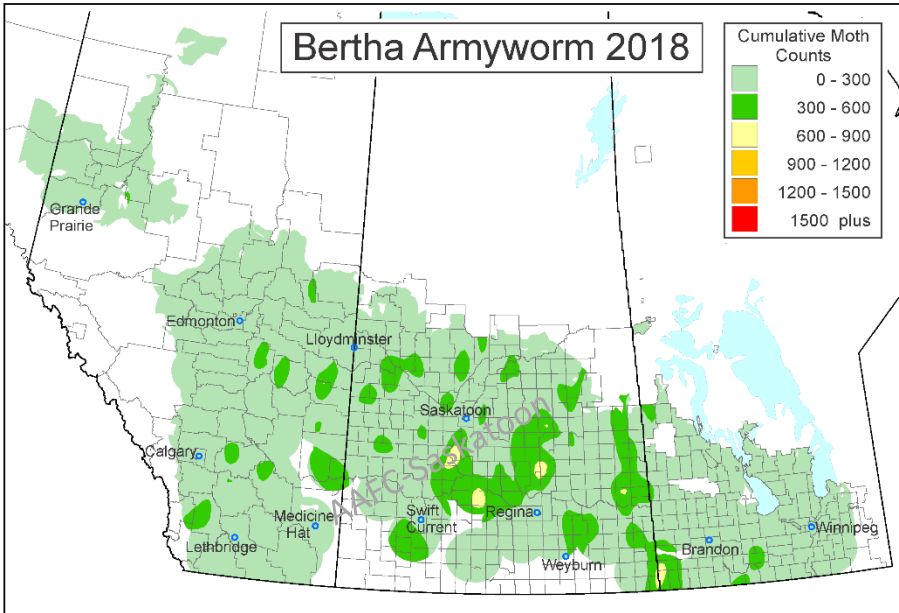 Bertha Armyworm 2018
Cumulative Moth
Counts
0 - 300
300 - 600
600 - 900
900 - 1200
1200 - 1500
1500 plus
Grande
Prairie
Edmonton
Lloydminster
Saskatoon
AAFC Saskatoon
Calgary
Medicine
Hat
Swift
Current
Regina
Lethbridge
Weyburn
Brandon
Winnipeg